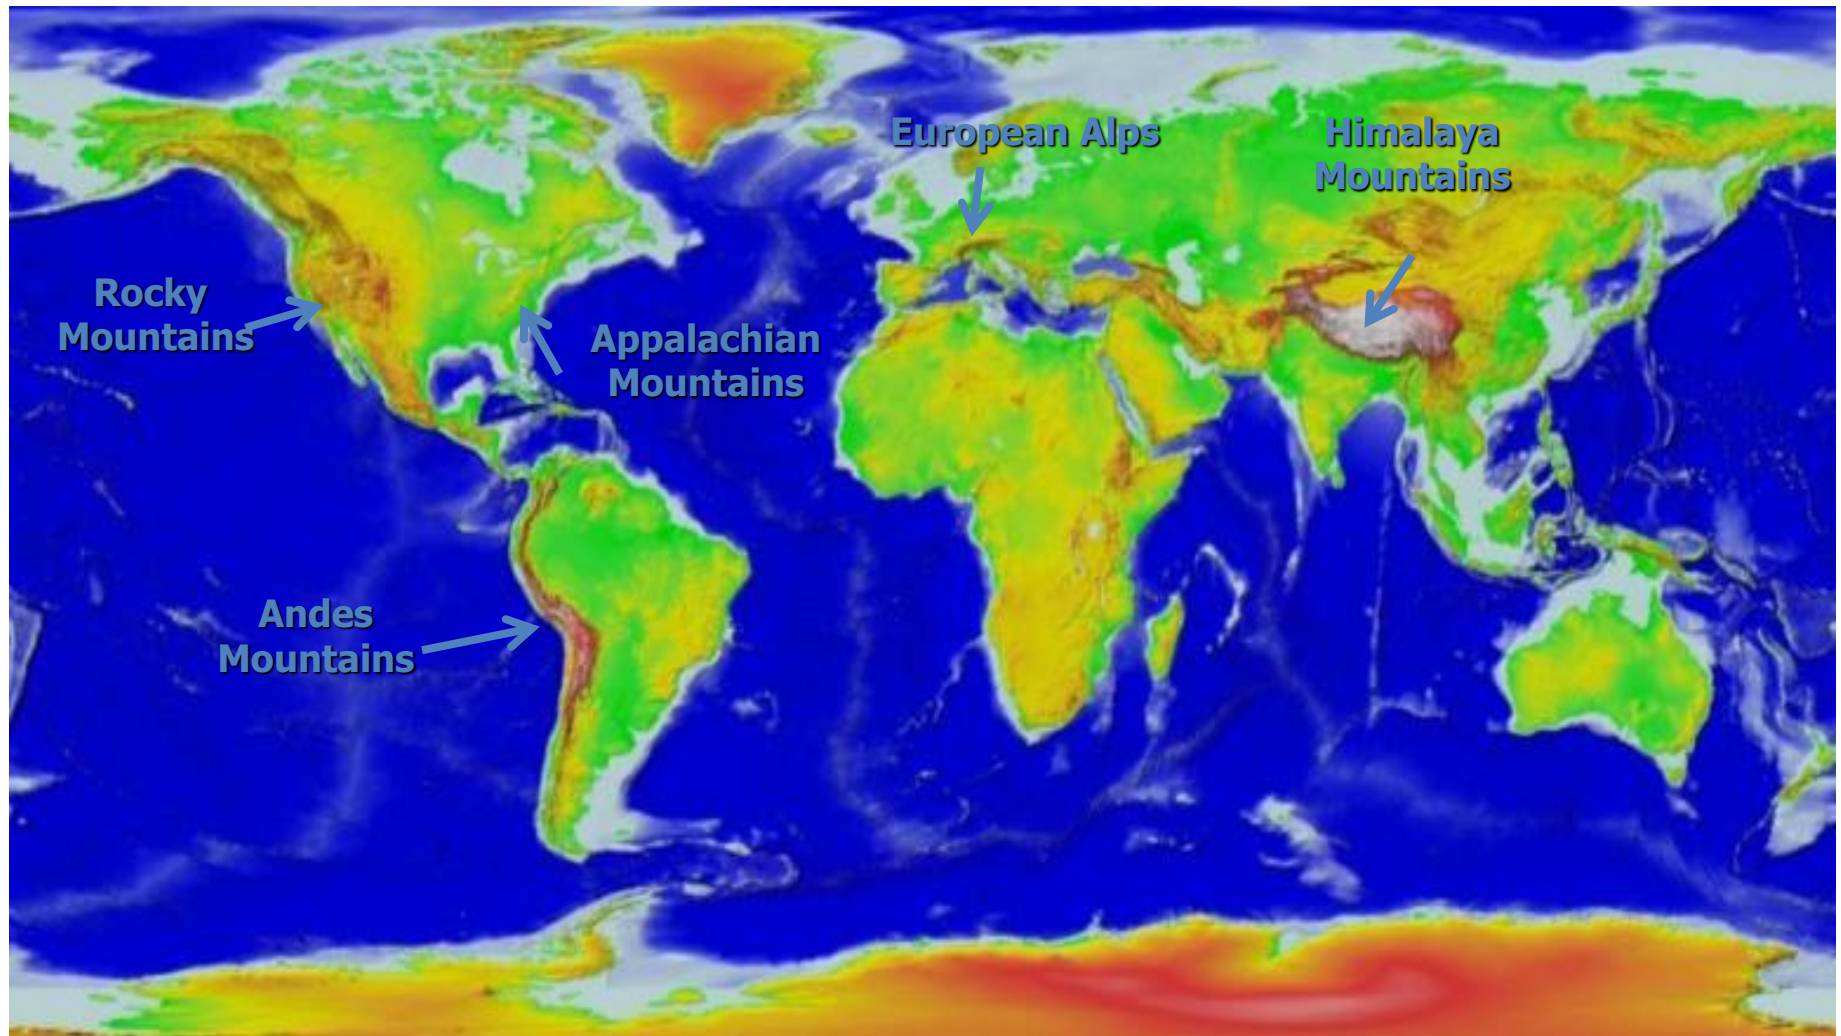 European Alps
Himalaya
Mountains
Rocky
Mountains
Appalachian
Mountains
Andes
Mountains